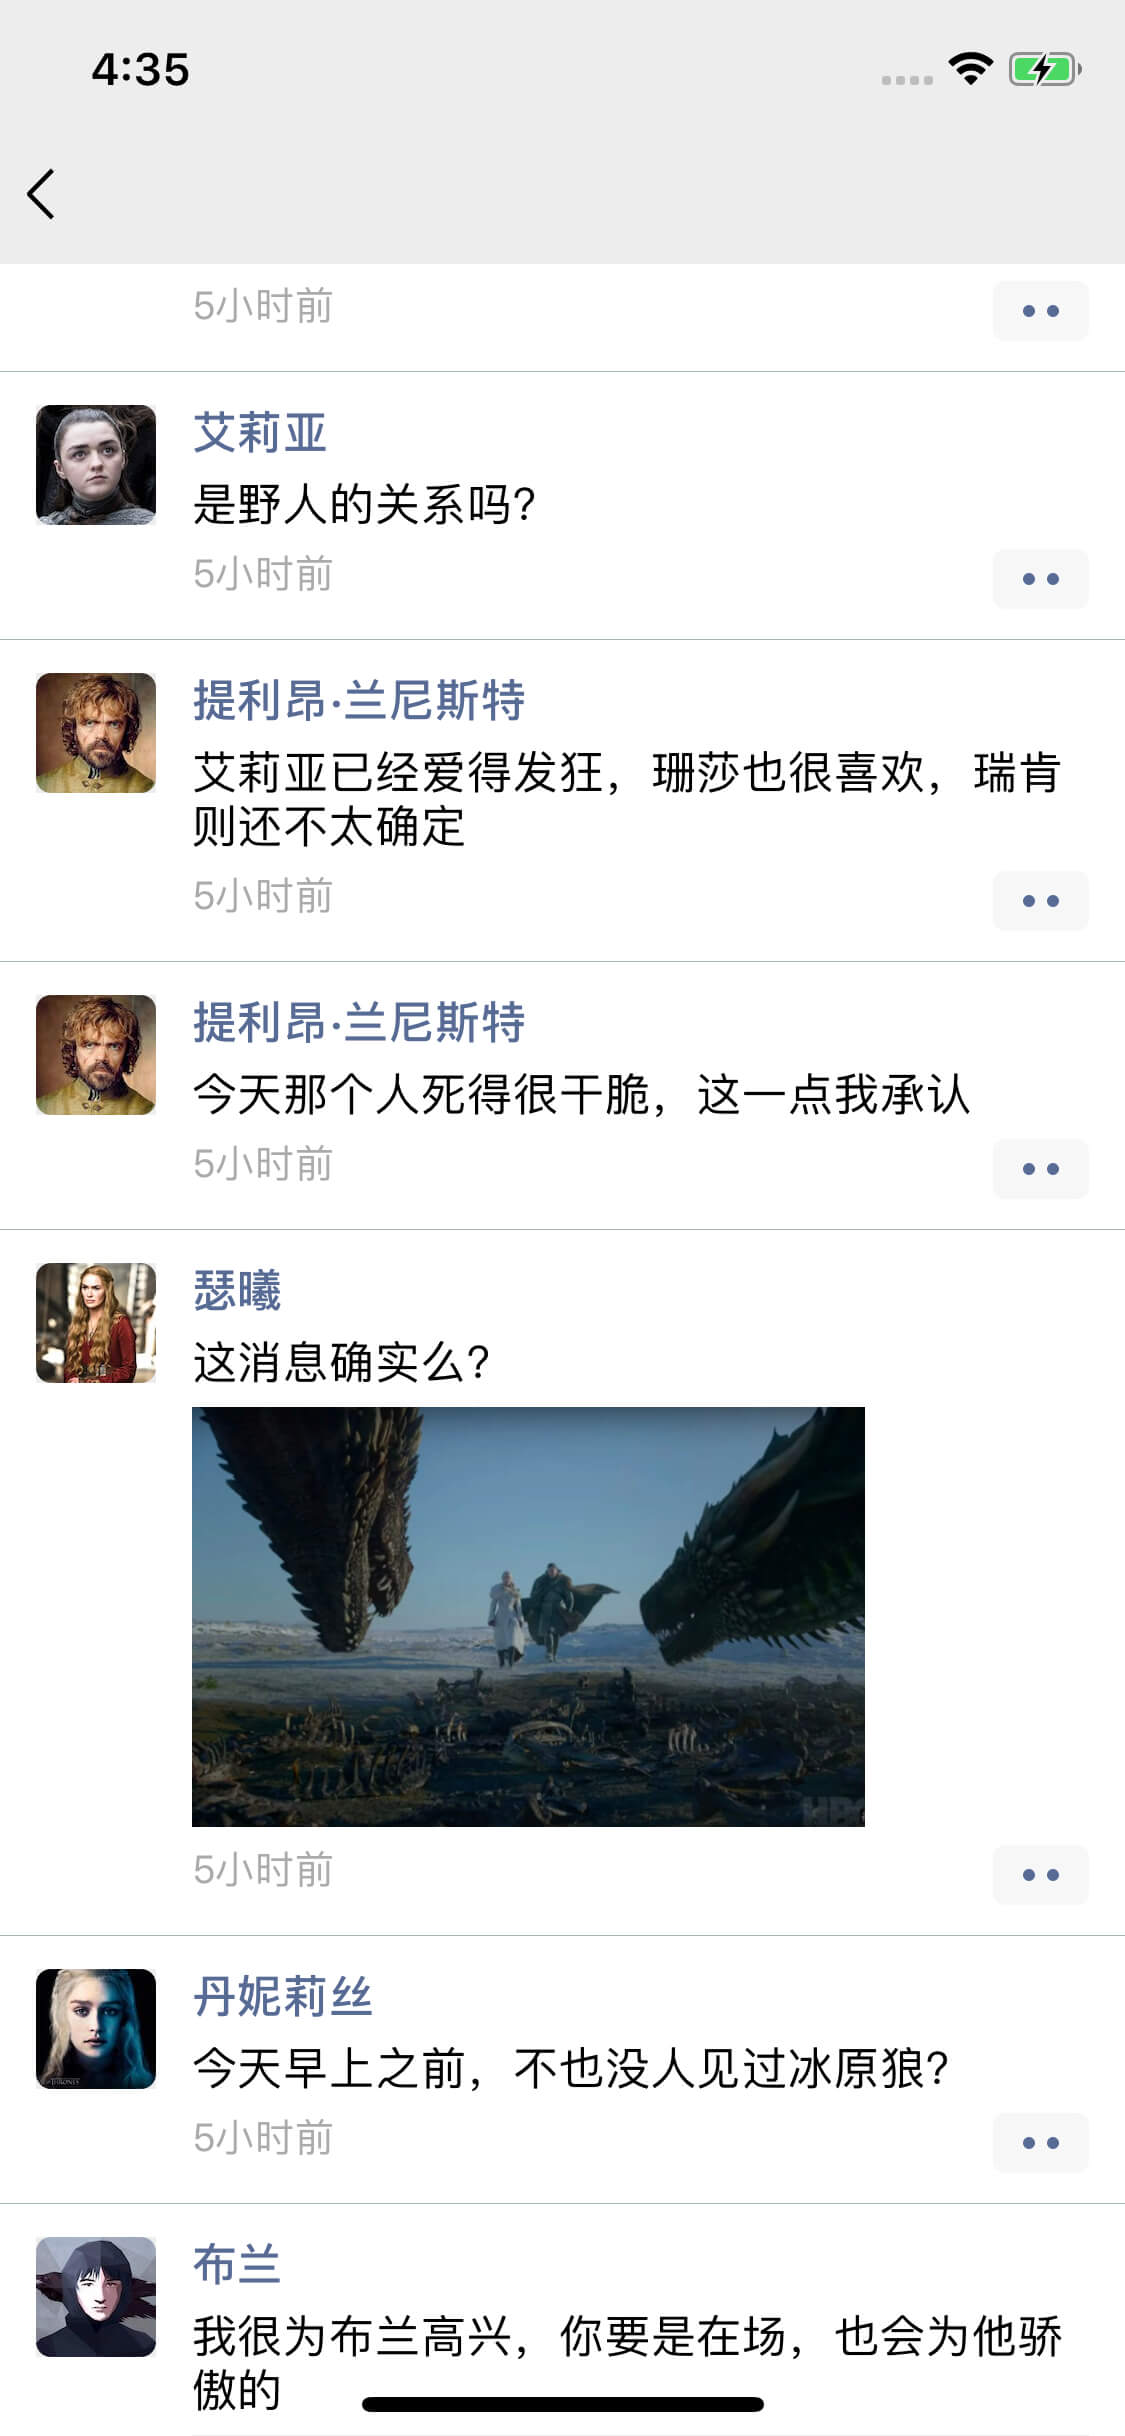 4:35
5小时前
艾莉亚
是野人的关系吗?
5小时前
提利昂·兰尼斯特
艾莉亚已经爱得发狂，珊莎也很喜欢，瑞肯
则还不太确定
5小时前
提利昂·兰尼斯特
今天那个人死得很干脆，这一点我承认
5小时前
瑟曦
这消息确实么?
HBO
5小时前
丹妮莉丝
今天早上之前，不也没人见过冰原狼?
5小时前
布兰
我很为布兰高兴，你要是在场，也会为他骄
傲的